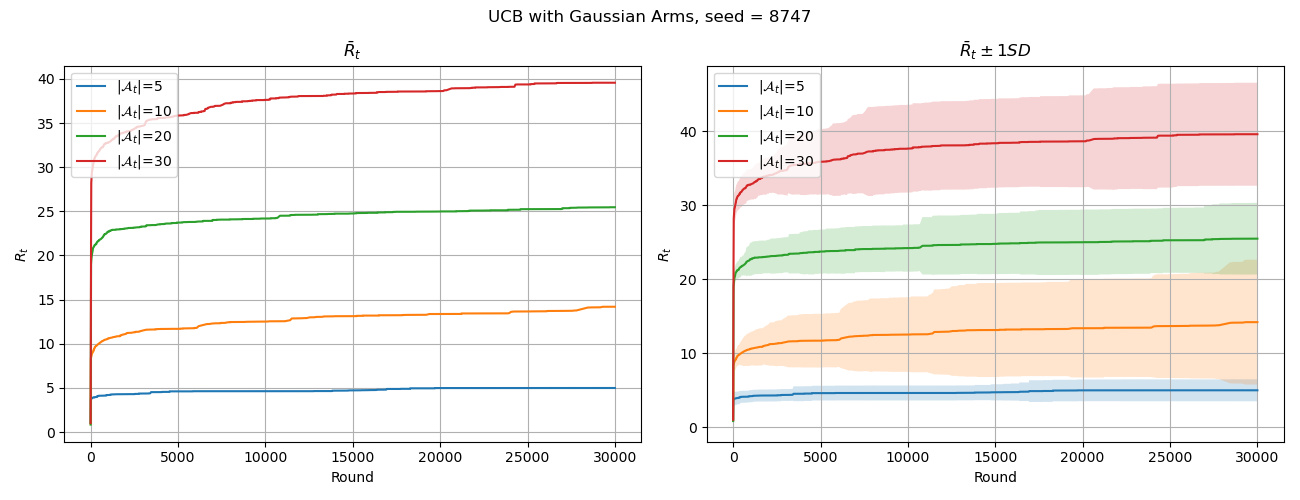 UCB with Gaussian Arms, seed = 8747
R̄ₜ
R̄ₜ ± 1SD
|𝒜ₜ|=5
|𝒜ₜ|=10
|𝒜ₜ|=20
|𝒜ₜ|=30
|𝒜ₜ|=5
|𝒜ₜ|=10
|𝒜ₜ|=20
|𝒜ₜ|=30
40
35
30
25
20
15
10
5
0
Rₜ
40
30
20
10
0
Rₜ
0 5000 10000 15000 20000 25000 30000
Round
0 5000 10000 15000 20000 25000 30000
Round